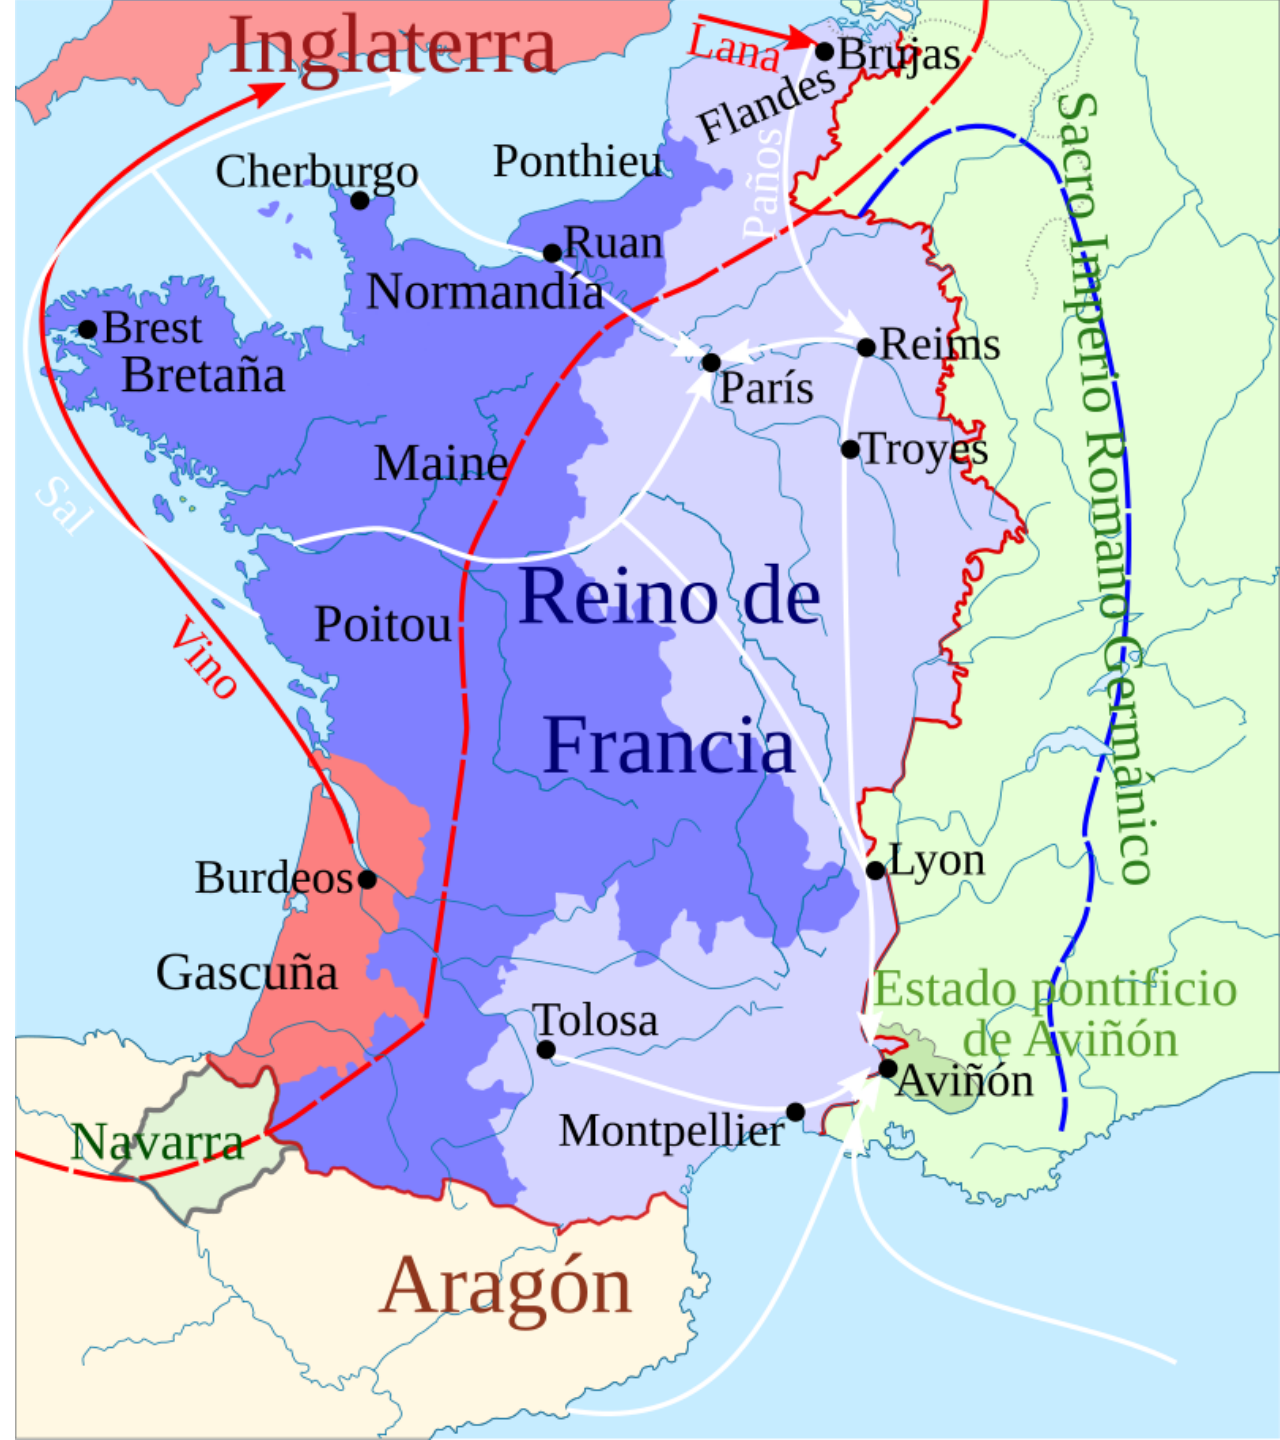 Inglaterra
Lana
Brujas
Flandes
Paños
Cherburgo
Ponthieu
Ruan
Normandía
Sacro Imperio Romano Germánico
Brest
Bretaña
Reims
París
Maine
Troyes
Sal
Reino de
Francia
Poitou
Vino
Burdeos
Lyon
Gascuña
Estado pontificio
de Aviñón
Tolosa
Aviñón
Montpellier
Navarra
Aragón